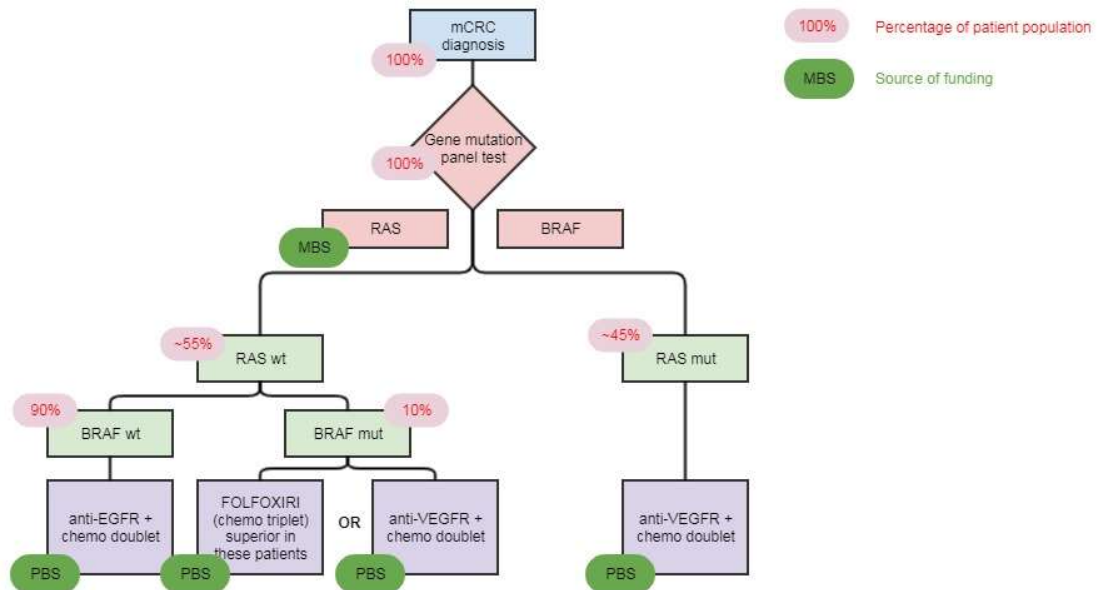 mCRC
diagnosis
100%
100%
Percentage of patient population
MBS
Source of funding
Gene mutation
panel test
100%
RAS
BRAF
MBS
~55%
RAS wt
~45%
RAS mut
90%
BRAF wt
10%
BRAF mut
anti-EGFR +
chemo doublet
PBS
FOLFOXIRI
(chemo triplet)
superior in
these patients
PBS
OR
anti-VEGFR +
chemo doublet
PBS
anti-VEGFR +
chemo doublet
PBS